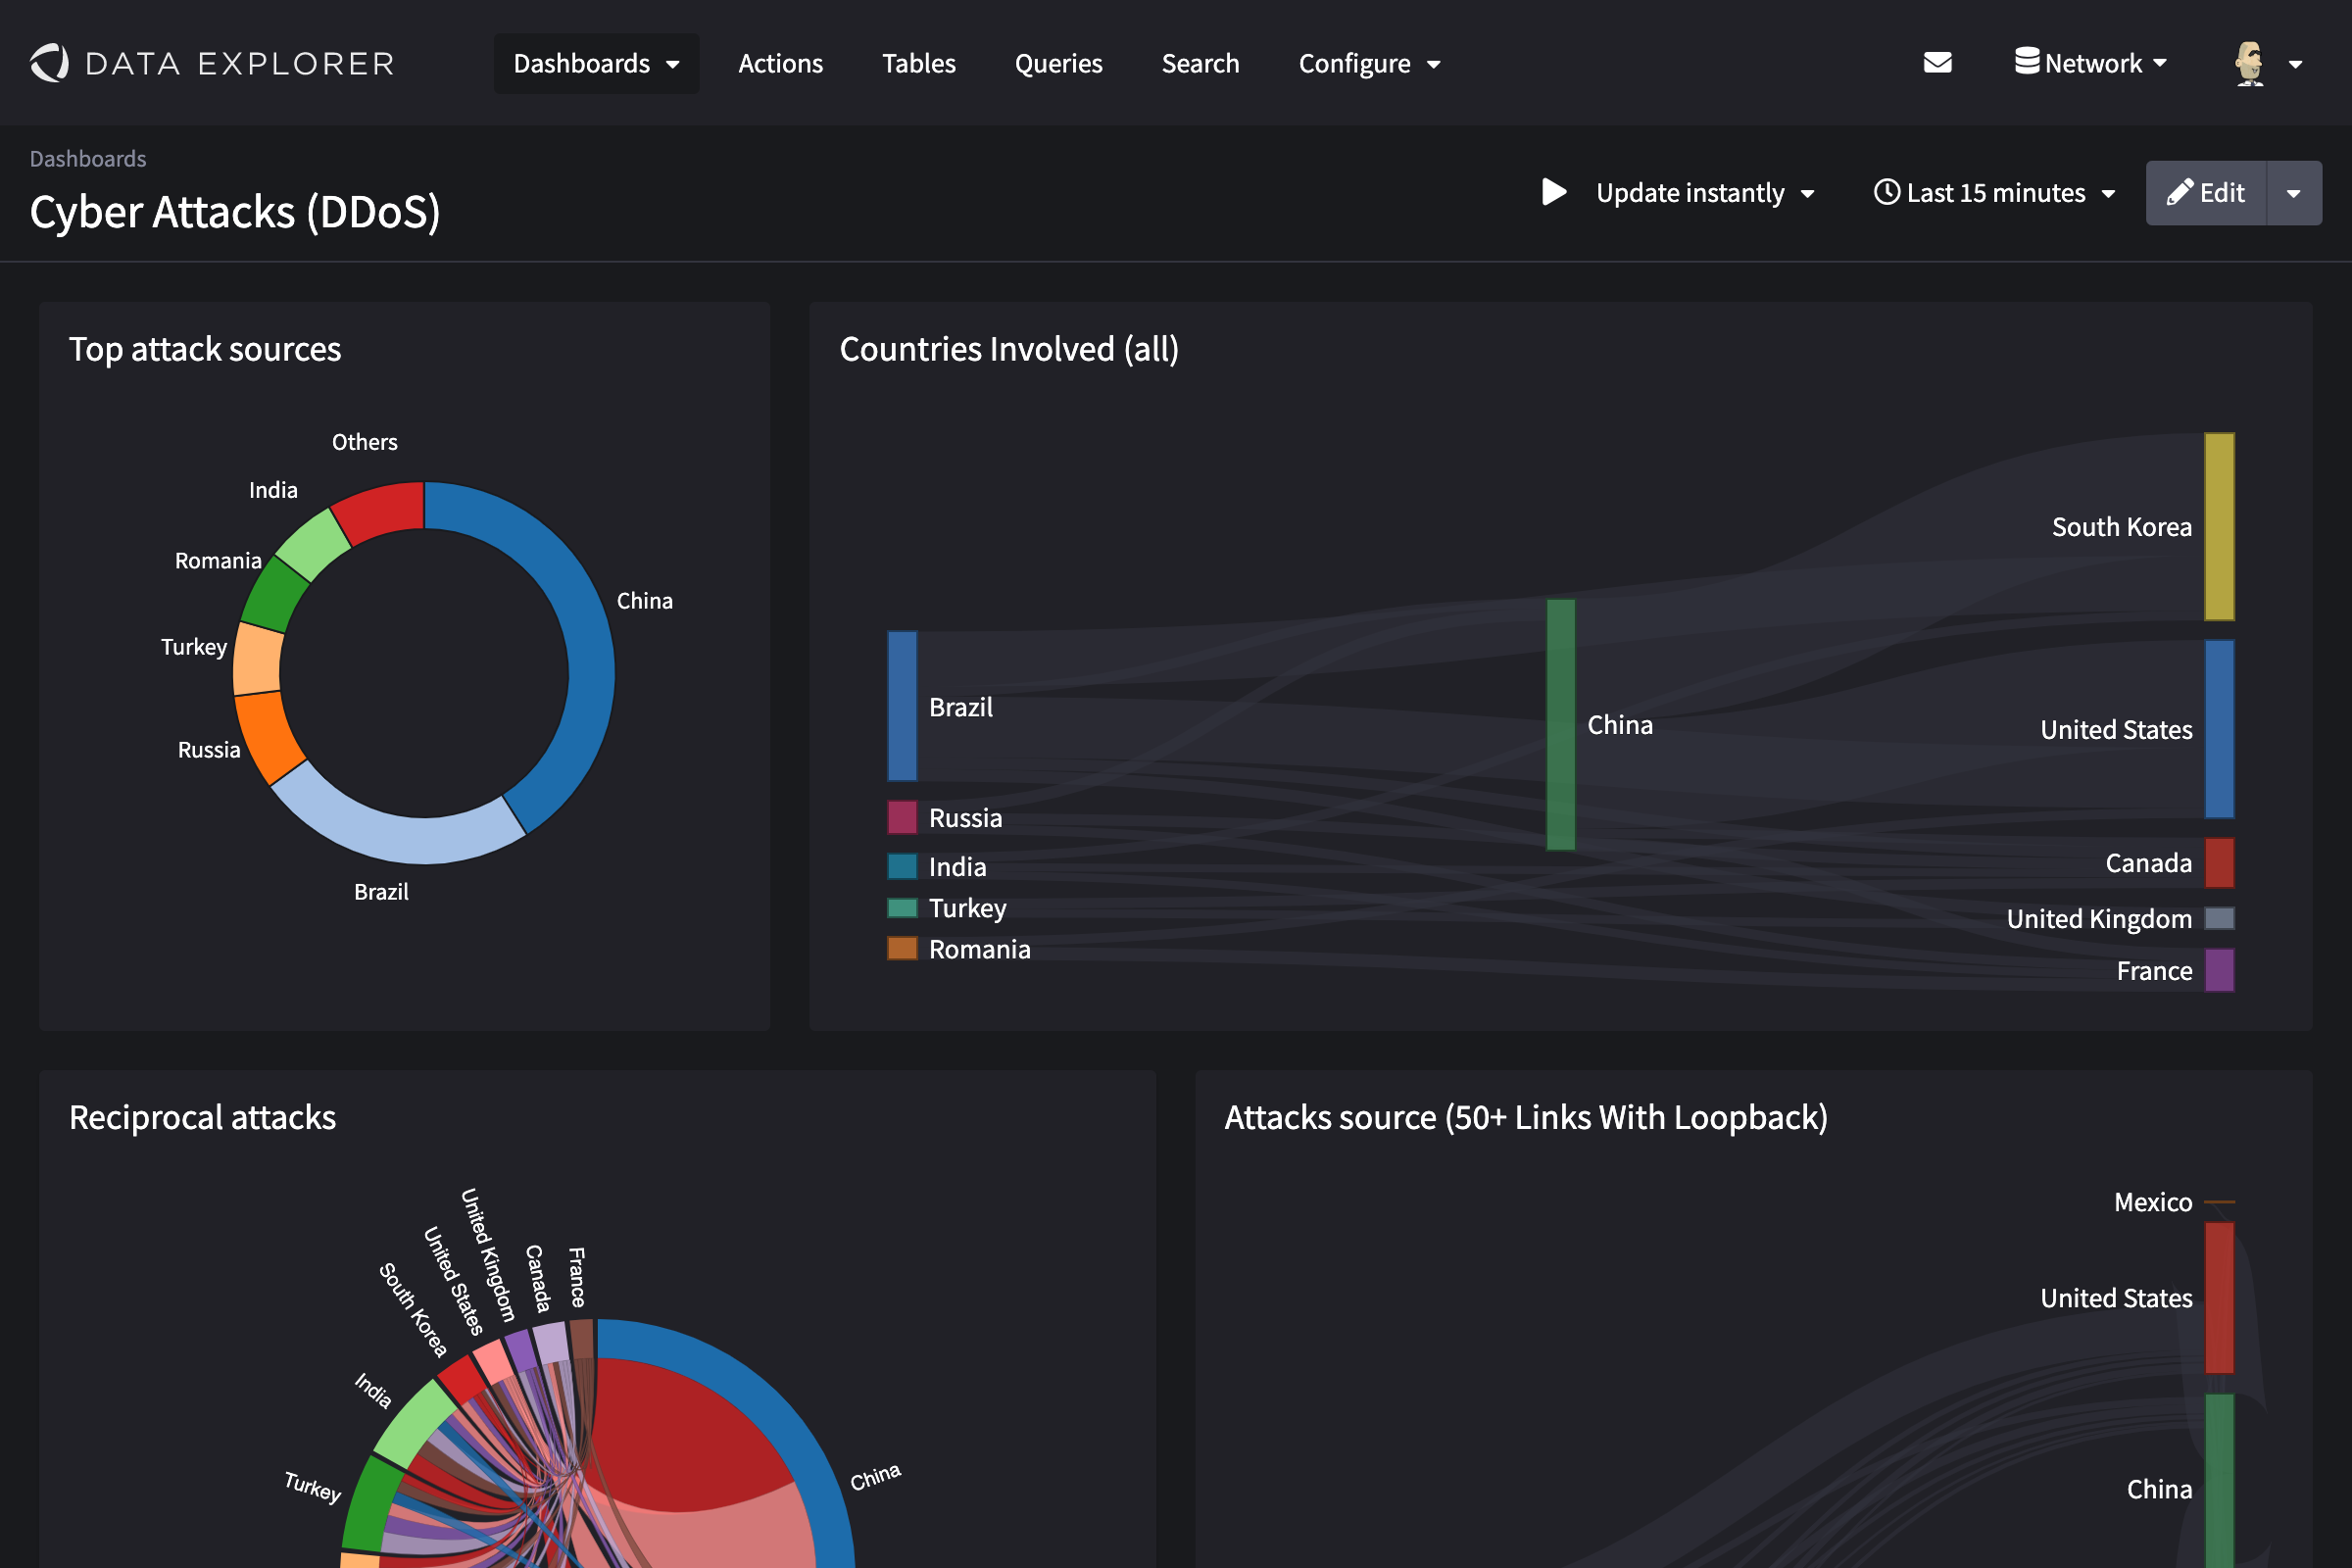 DATA EXPLORER
Dashboards
Actions
Tables
Queries
Search
Configure
Network
Dashboards
Cyber Attacks (DDoS)
Update instantly
Last 15 minutes
Edit
Top attack sources
Others
India
Romania
Turkey
Russia
China
Brazil
Countries Involved (all)
South Korea
Brazil
China
United States
Russia
India
Turkey
Romania
Canada
United Kingdom
France
Reciprocal attacks
France
Canada
United Kingdom
United States
South Korea
India
Turkey
China
Attacks source (50+ Links With Loopback)
Mexico
United States
China